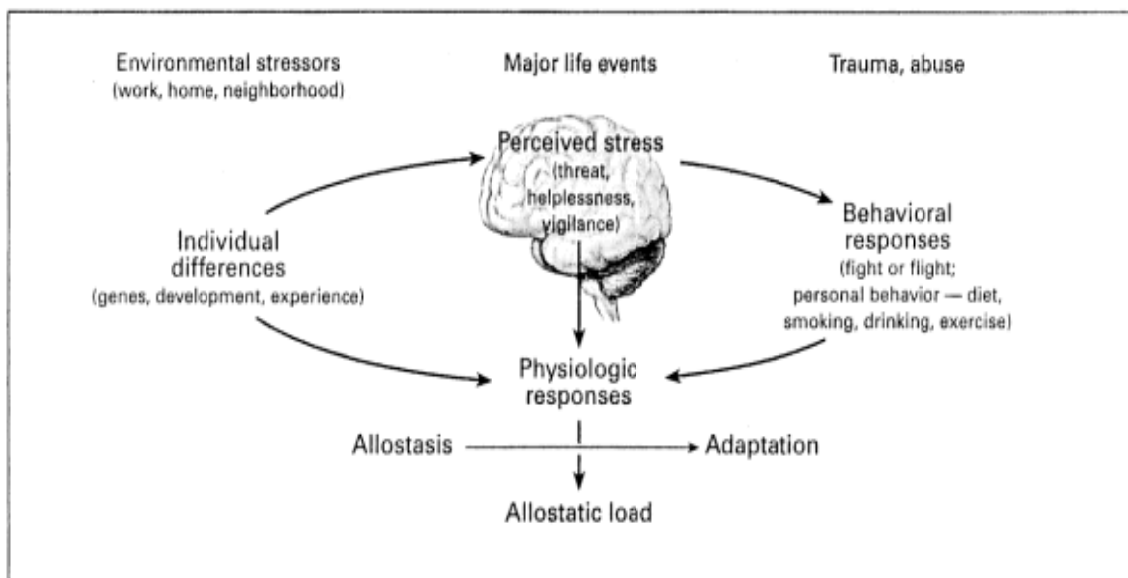 Environmental stressors
(work, home, neighborhood)
Major life events
Trauma, abuse
Perceived stress
(threat,
helplessness,
vigilance)
Individual
differences
(genes, development, experience)
Behavioral
responses
(fight or flight;
personal behavior — diet,
smoking, drinking, exercise)
Physiologic
responses
Allostasis
Adaptation
Allostatic load